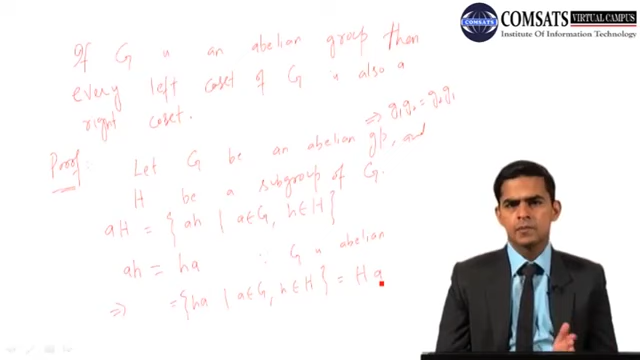 COMSATS VIRTUAL CAMPUS
Institute Of Information Technology
If G is an abelian group then
every left coset of G is also a
right coset.
⇒ g₁g₂ = g₂g₁
Proof: Let G be an abelian gp, and
H be a subgroup of G.
aH = { ah | a∈G, h∈H }
ah = ha ∵ G is abelian
⇒ = { ha | a∈G, h∈H } = Ha